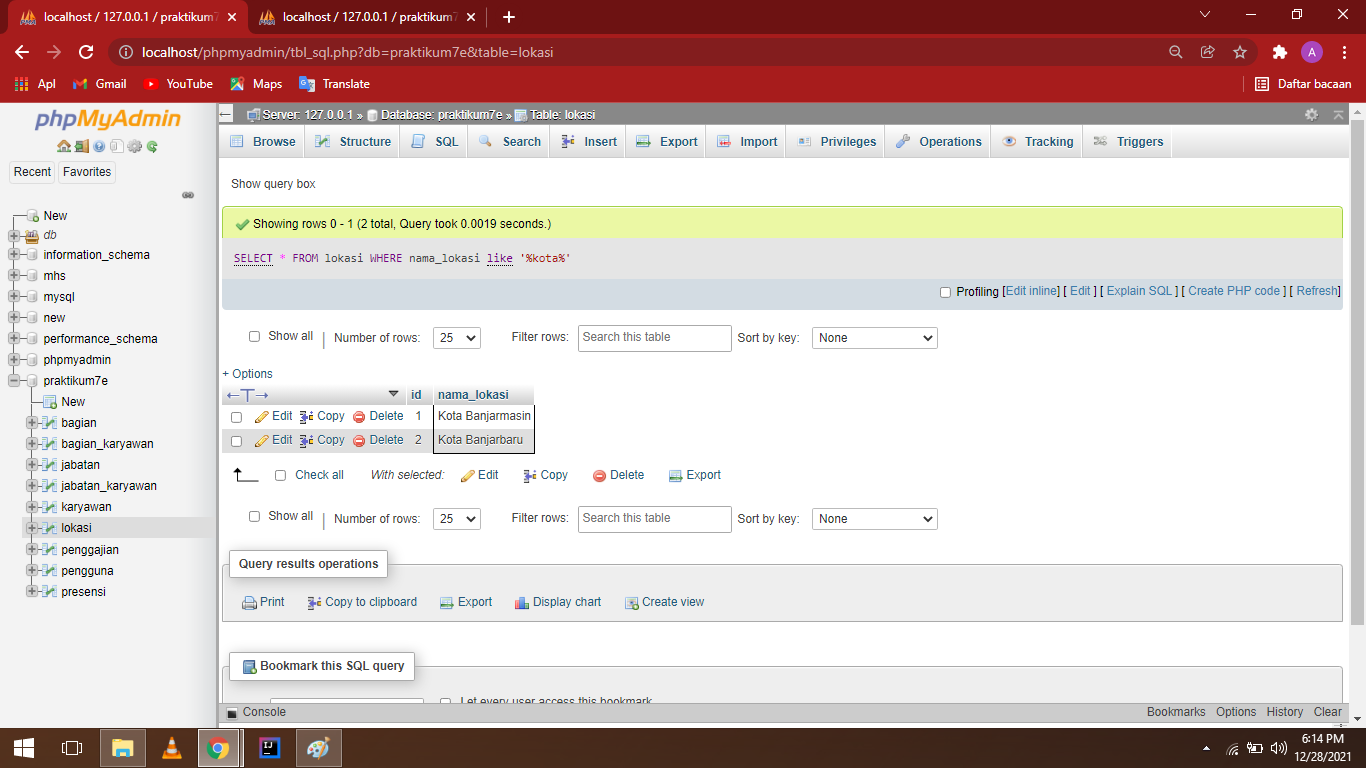 localhost / 127.0.0.1 / praktikum7
localhost / 127.0.0.1 / praktikum7
localhost/phpmyadmin/tbl_sql.php?db=praktikum7e&table=lokasi
A
Apl Gmail YouTube Maps Translate Daftar bacaan
phpMyAdmin
Recent Favorites
New
db
information_schema
mhs
mysql
new
performance_schema
phpmyadmin
praktikum7e
New
bagian
bagian_karyawan
jabatan
jabatan_karyawan
karyawan
lokasi
penggajian
pengguna
presensi
Server: 127.0.0.1 » Database: praktikum7e » Table: lokasi
Browse Structure SQL Search Insert Export Import Privileges Operations Tracking Triggers
Show query box
Showing rows 0 - 1 (2 total, Query took 0.0019 seconds.)
SELECT * FROM lokasi WHERE nama_lokasi like '%kota%'
Profiling [Edit inline] [ Edit ] [ Explain SQL ] [ Create PHP code ] [ Refresh]
Show all | Number of rows: 25 Filter rows: Search this table Sort by key: None
+ Options
←T→ id nama_lokasi
Edit Copy Delete 1 Kota Banjarmasin
Edit Copy Delete 2 Kota Banjarbaru
Check all With selected: Edit Copy Delete Export
Show all | Number of rows: 25 Filter rows: Search this table Sort by key: None
Query results operations
Print Copy to clipboard Export Display chart Create view
Bookmark this SQL query
Let every user access this bookmark
Console Bookmarks Options History Clear
IJ
6:14 PM
12/28/2021